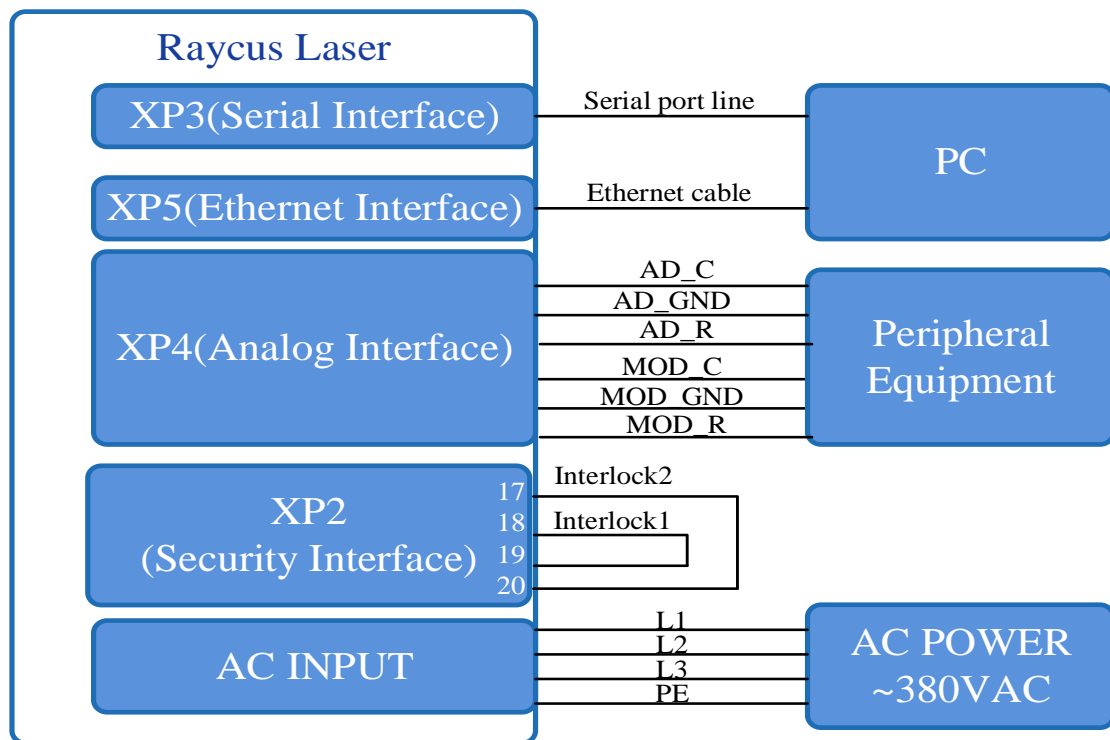 Raycus Laser
XP3(Serial Interface)
Serial port line
PC
XP5(Ethernet Interface)
Ethernet cable
XP4(Analog Interface)
AD_C
AD_GND
AD_R
MOD_C
MOD_GND
MOD_R
Peripheral
Equipment
XP2
(Security Interface)
17
18
19
20
Interlock2
Interlock1
AC INPUT
L1
L2
L3
PE
AC POWER
~380VAC